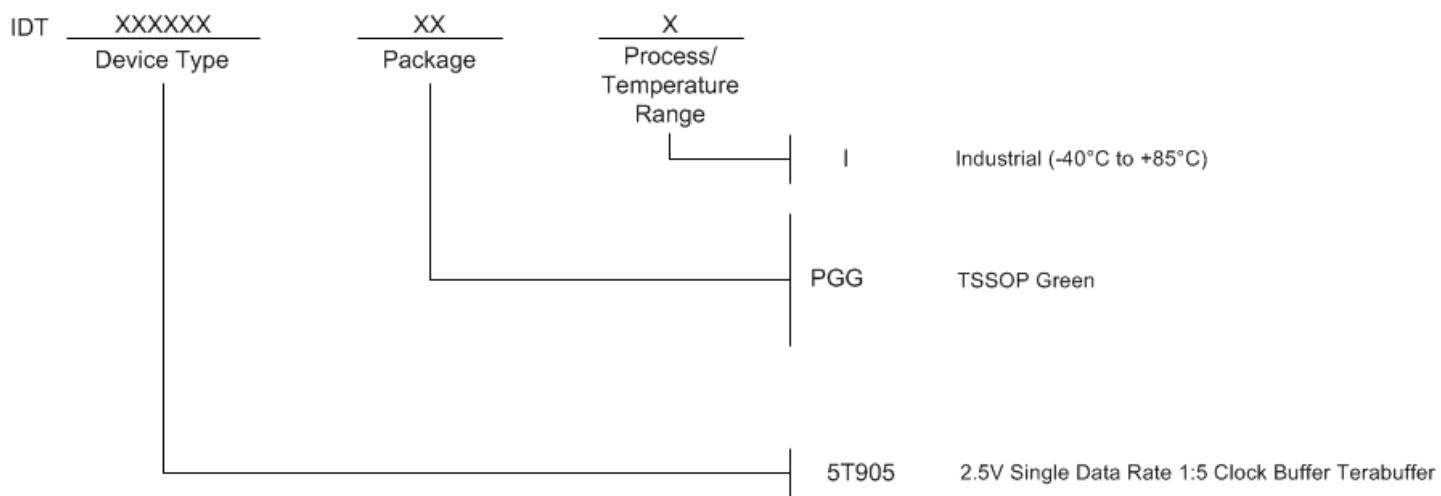 IDT XXXXXX XX X
Device Type Package Process/
Temperature
Range
I Industrial (-40°C to +85°C)
PGG TSSOP Green
5T905 2.5V Single Data Rate 1:5 Clock Buffer Terabuffer